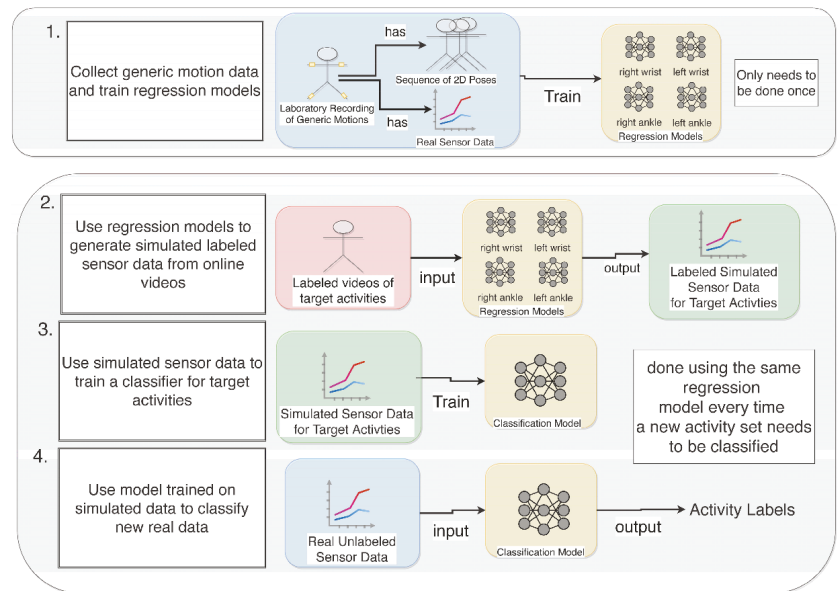 1.
Collect generic motion data
and train regression models
has
Sequence of 2D Poses
Laboratory Recording
of Generic Motions
has
Real Sensor Data
Train
right wrist
left wrist
right ankle
left ankle
Regression Models
Only needs to
be done once
2.
Use regression models to
generate simulated labeled
sensor data from online
videos
Labeled videos of
target activities
input
right wrist
left wrist
right ankle
left ankle
Regression Models
output
Labeled Simulated
Sensor Data
for Target Activties
3.
Use simulated sensor data to
train a classifier for target
activities
Simulated Sensor Data
for Target Activties
Train
Classification Model
done using the same
regression
model every time
a new activity set needs
to be classified
4.
Use model trained on
simulated data to classify
new real data
Real Unlabeled
Sensor Data
input
Classification Model
output
Activity Labels